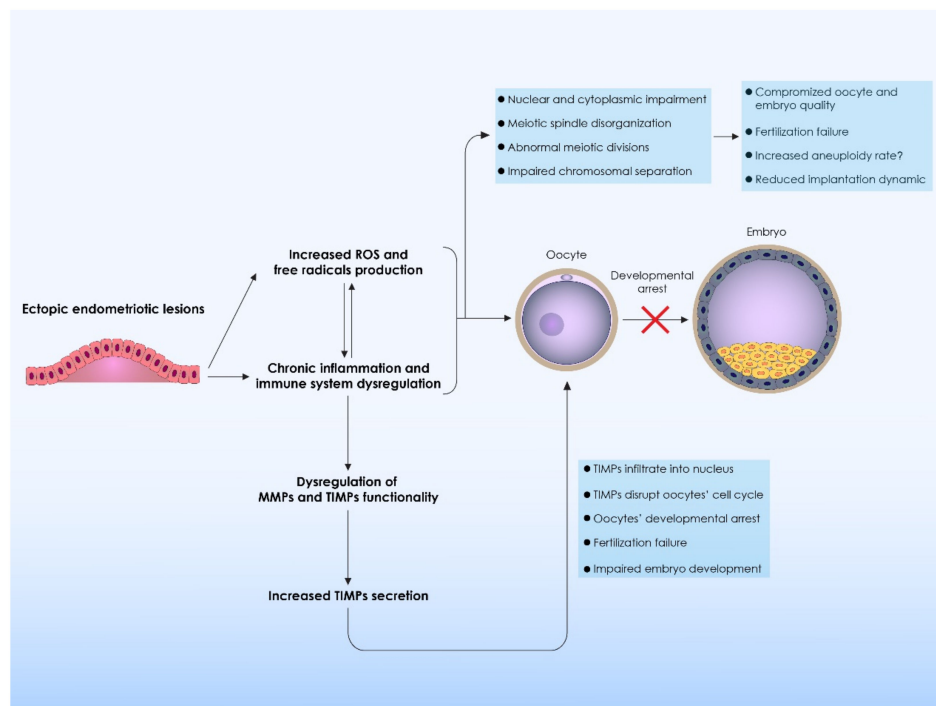 ● Nuclear and cytoplasmic impairment
● Meiotic spindle disorganization
● Abnormal meiotic divisions
● Impaired chromosomal separation
● Compromized oocyte and
embryo quality
● Fertilization failure
● Increased aneuploidy rate?
● Reduced implantation dynamic
Increased ROS and
free radicals production
Oocyte
Embryo
Developmental
arrest
Ectopic endometriotic lesions
Chronic inflammation and
immune system dysregulation
Dysregulation of
MMPs and TIMPs functionality
● TIMPs infiltrate into nucleus
● TIMPs disrupt oocytes’ cell cycle
● Oocytes’ developmental arrest
● Fertilization failure
● Impaired embryo development
Increased TIMPs secretion